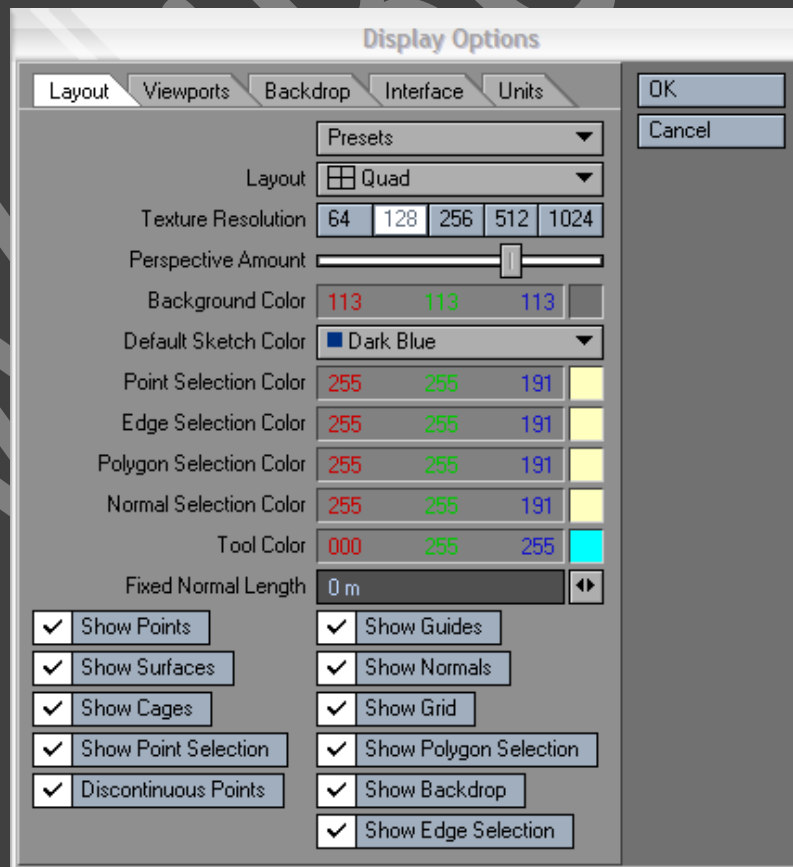 Display Options
Layout Viewports Backdrop Interface Units
OK
Cancel
Presets
Layout Quad
Texture Resolution 64 128 256 512 1024
Perspective Amount
Background Color 113 113 113
Default Sketch Color Dark Blue
Point Selection Color 255 255 191
Edge Selection Color 255 255 191
Polygon Selection Color 255 255 191
Normal Selection Color 255 255 191
Tool Color 000 255 255
Fixed Normal Length 0 m
Show Points Show Guides
Show Surfaces Show Normals
Show Cages Show Grid
Show Point Selection Show Polygon Selection
Discontinuous Points Show Backdrop
Show Edge Selection